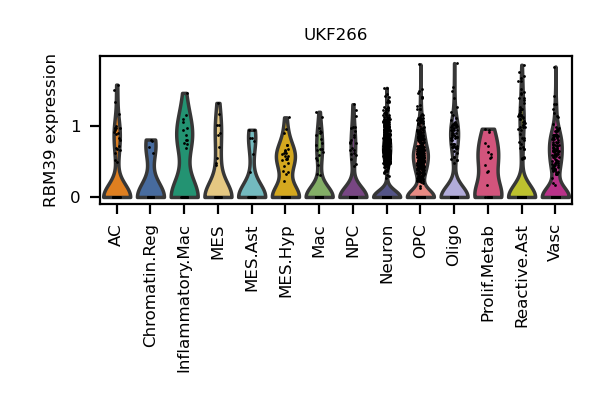 UKF266
RBM39 expression
1
0
AC
Chromatin.Reg
Inflammatory.Mac
MES
MES.Ast
MES.Hyp
Mac
NPC
Neuron
OPC
Oligo
Prolif.Metab
Reactive.Ast
Vasc